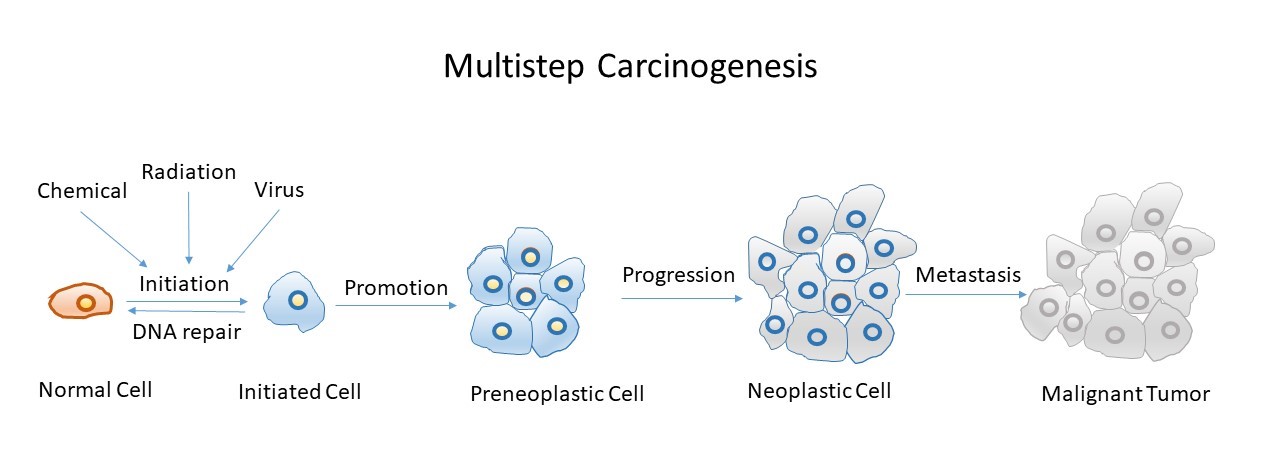 Multistep Carcinogenesis
Chemical
Radiation
Virus
Initiation
DNA repair
Promotion
Progression
Metastasis
Normal Cell
Initiated Cell
Preneoplastic Cell
Neoplastic Cell
Malignant Tumor